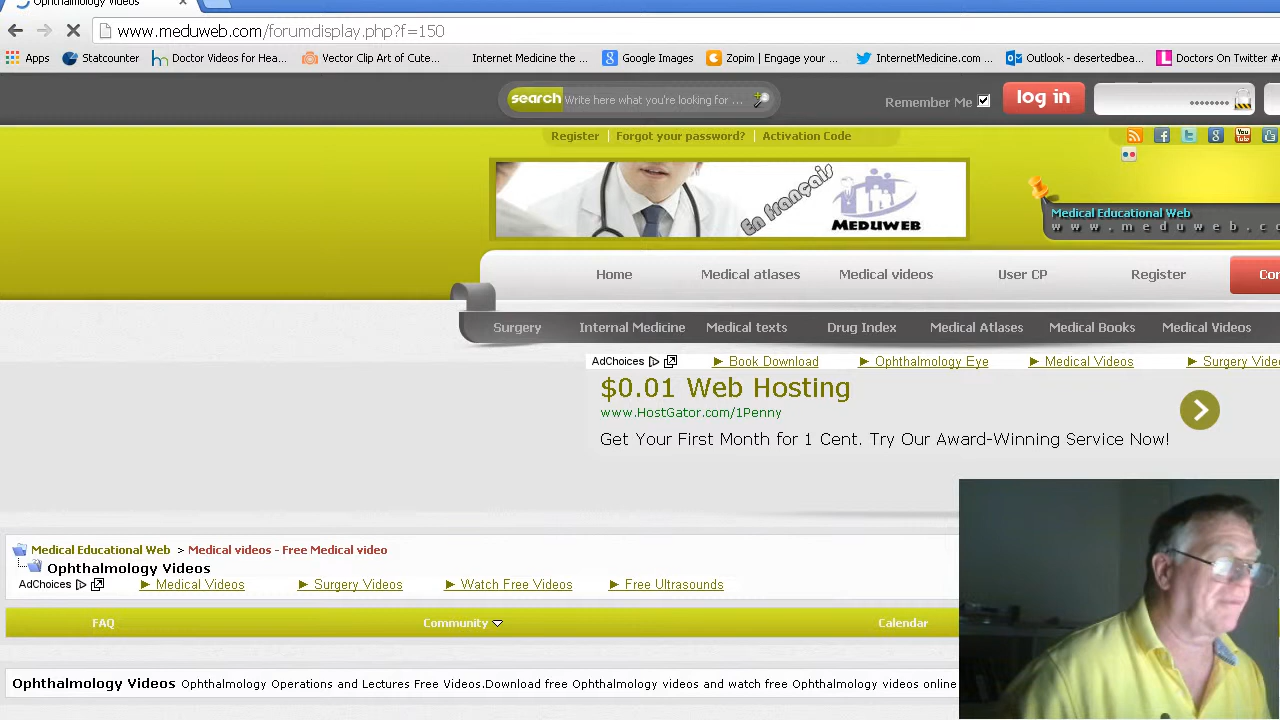 Ophthalmology Videos
www.meduweb.com/forumdisplay.php?f=150
Apps Statcounter Doctor Videos for Hea... Vector Clip Art of Cute... Internet Medicine the ... Google Images Zopim | Engage your ... InternetMedicine.com ... Outlook - desertedbea... Doctors On Twitter #
search Write here what you're looking for ... Remember Me log in ••••••••
Register Forgot your password? Activation Code
En français
MEDUWEB
Medical Educational Web
www.meduweb.co
Home Medical atlases Medical videos User CP Register Con
Surgery Internal Medicine Medical texts Drug Index Medical Atlases Medical Books Medical Videos
AdChoices ► Book Download ► Ophthalmology Eye ► Medical Videos ► Surgery Vide
$0.01 Web Hosting
www.HostGator.com/1Penny
Get Your First Month for 1 Cent. Try Our Award-Winning Service Now!
Medical Educational Web > Medical videos - Free Medical video
Ophthalmology Videos
AdChoices ► Medical Videos ► Surgery Videos ► Watch Free Videos ► Free Ultrasounds
FAQ Community Calendar
Ophthalmology Videos Ophthalmology Operations and Lectures Free Videos.Download free Ophthalmology videos and watch free Ophthalmology videos online